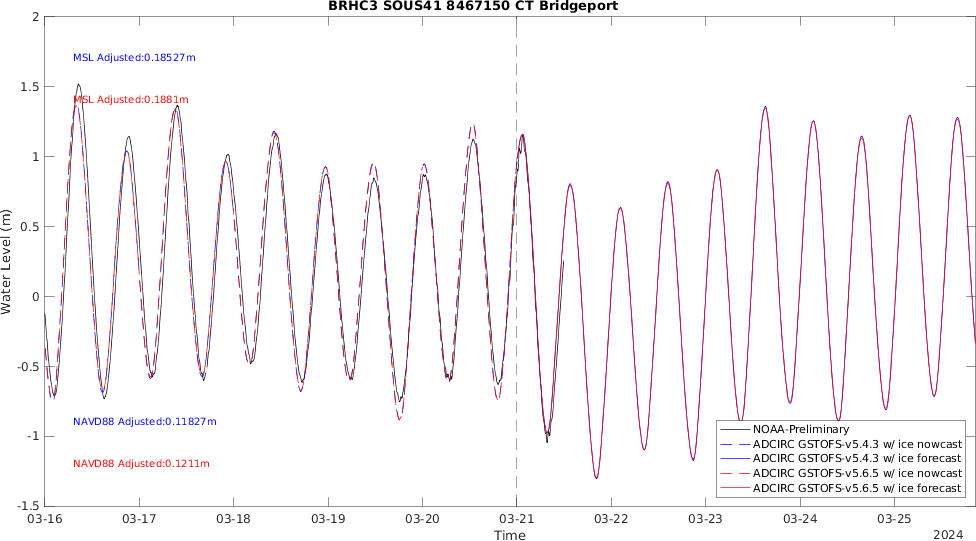 BRHC3 SOUS41 8467150 CT Bridgeport
2
1.5
1
0.5
0
-0.5
-1
-1.5
Water Level (m)
MSL Adjusted:0.18527m
MSL Adjusted:0.1881m
NAVD88 Adjusted:0.11827m
NAVD88 Adjusted:0.1211m
NOAA-Preliminary
ADCIRC GSTOFS-v5.4.3 w/ ice nowcast
ADCIRC GSTOFS-v5.4.3 w/ ice forecast
ADCIRC GSTOFS-v5.6.5 w/ ice nowcast
ADCIRC GSTOFS-v5.6.5 w/ ice forecast
03-16 03-17 03-18 03-19 03-20 03-21 03-22 03-23 03-24 03-25
Time
2024